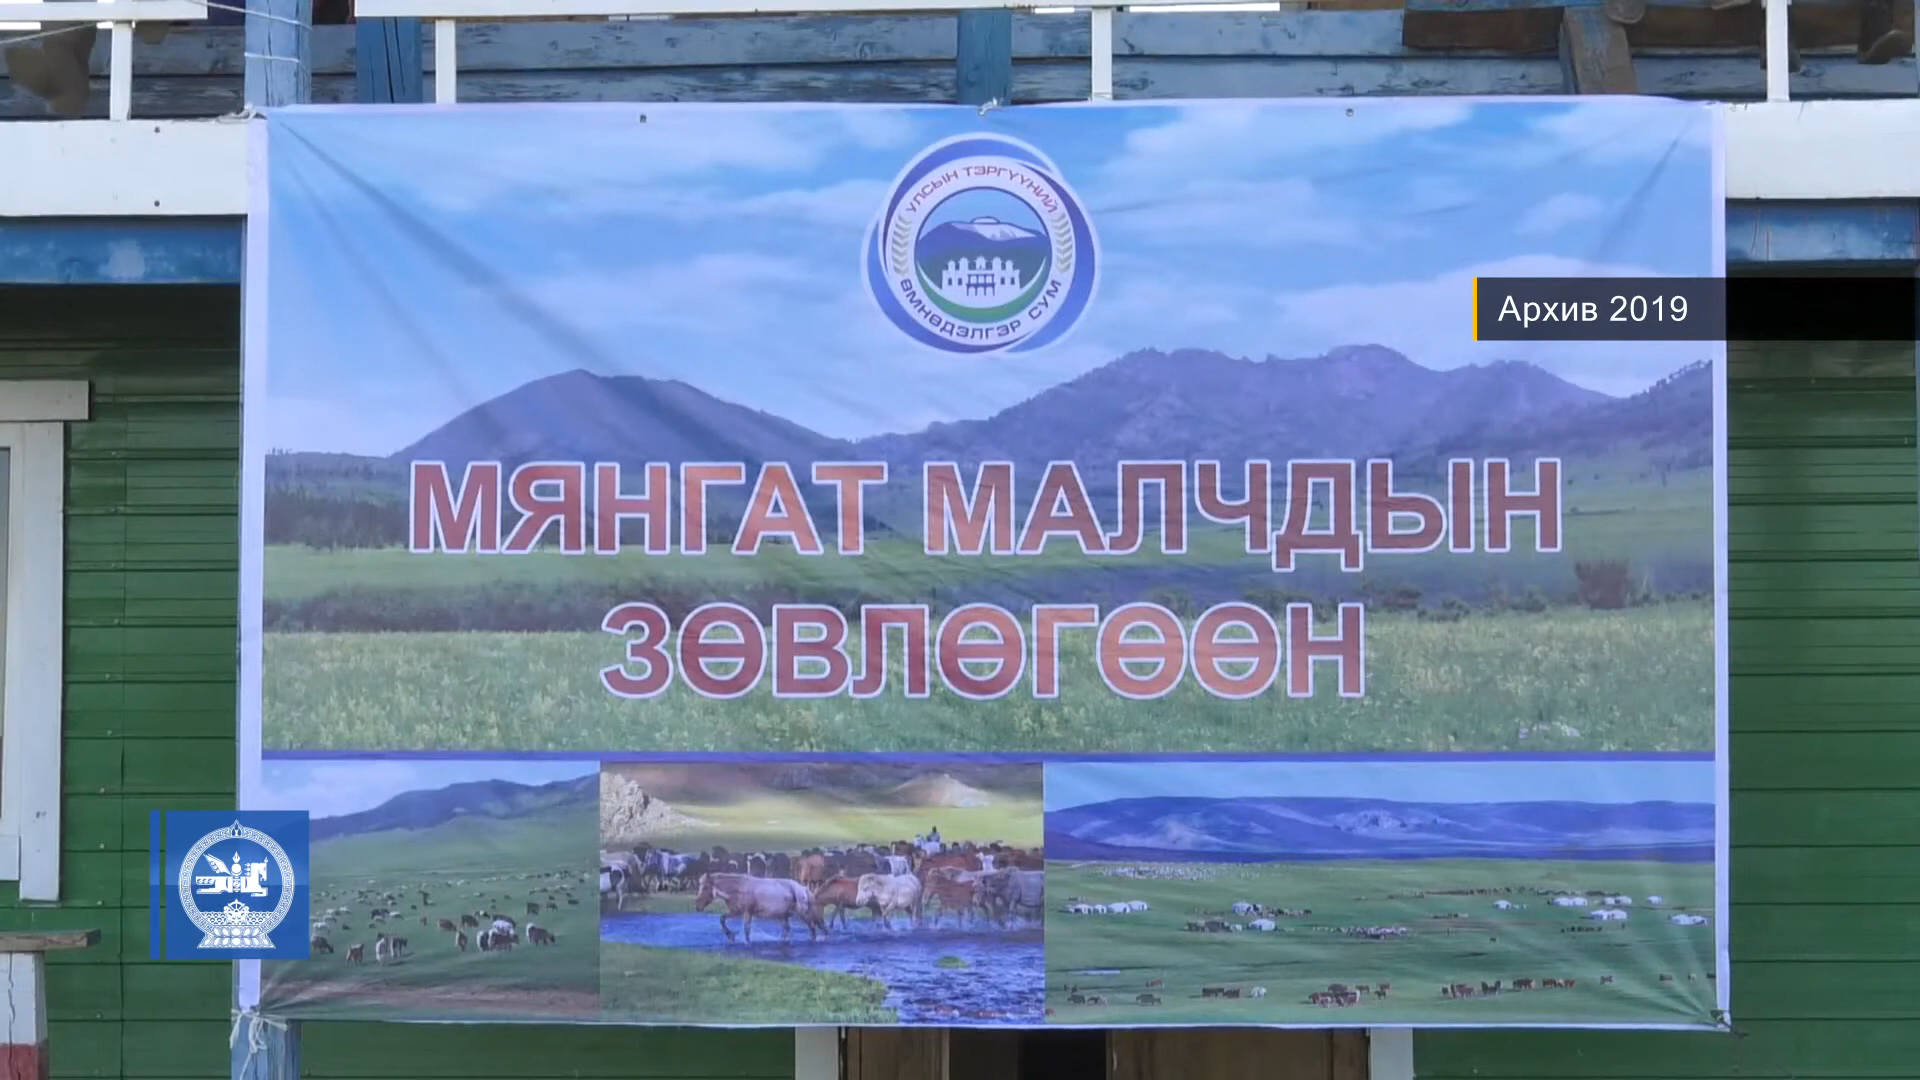 УЛСЫН ТЭРГҮҮНИЙ
ӨМНӨДЭЛГЭР СУМ
Архив 2019
МЯНГАТ МАЛЧДЫН
ЗӨВЛӨГӨӨН